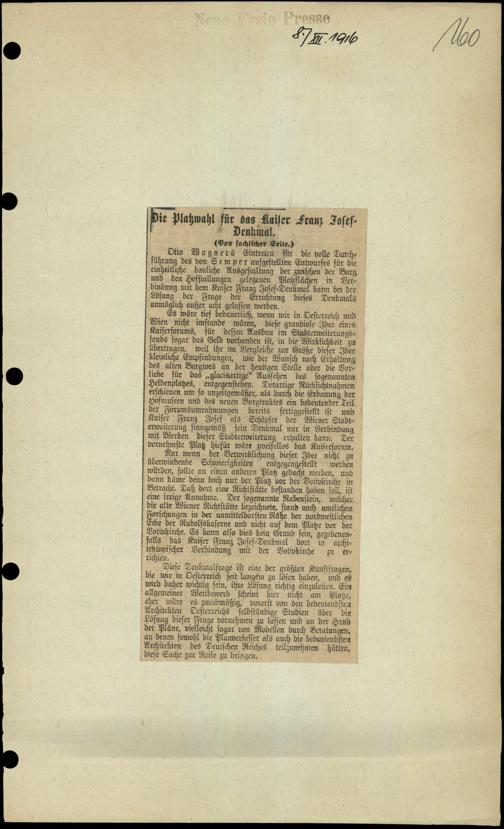 Neue Freie Presse
8./XII. 1916
160
Die Platzwahl für das Kaiser Franz Josef-
Denkmal.
(Von fachlicher Seite.)
Otto Wagners Eintreten für die volle Durch-
führung des von Semper aufgestellten Entwurfes für die
einheitliche bauliche Ausgestaltung der zwischen der Burg
und den Hofstallungen gelegenen Platzflächen in Ver-
bindung mit dem Kaiser Franz Josef-Denkmal kann bei der
Lösung der Frage der Errichtung dieses Denkmals
unmöglich außer acht gelassen werden.
Es wäre tief bedauerlich, wenn wir in Oesterreich und
Wien nicht imstande wären, diese grandiose Idee eines
Kaiserforums, für dessen Ausbau im Stadterweiterungs-
fonds sogar das Geld vorhanden ist, in die Wirklichkeit zu
übertragen, weil ihr im Vergleiche zur Größe dieser Idee
kleinliche Empfindungen, wie der Wunsch nach Erhaltung
des alten Burgtors an der heutigen Stelle oder die Vor-
liebe für das „glacisartige" Aussehen des sogenannten
Heldenplatzes, entgegenstehen. Derartige Rücksichtnahmen
erschienen um so unzeitgemäßer, als durch die Erbauung der
Hofmuseen und des neuen Burgtraktes ein bedeutender Teil
der Forumsumrahmungen bereits fertiggestellt ist und
Kaiser Franz Josef als Schöpfer der Wiener Stadt-
erweiterung sinngemäß sein Denkmal nur in Verbindung
mit Werken dieser Stadterweiterung erhalten kann. Der
vornehmste Platz hiefür wäre zweifellos das Kaiserforum.
Nur wenn der Verwirklichung dieser Idee nicht zu
überwindende Schwierigkeiten entgegengestellt werden
würden, sollte an einen anderen Platz gedacht werden, und
dann käme denn doch nur der Platz vor der Votivkirche in
Betracht. Daß dort eine Richtstätte bestanden haben soll, ist
eine irrige Annahme. Der sogenannte Rabenstein, welcher
die alte Wiener Richtstätte bezeichnete, stand nach amtlichen
Forschungen in der unmittelbarsten Nähe der nordwestlichen
Ecke der Rudolfskaserne und nicht auf dem Platze vor der
Votivkirche. Es kann also dies kein Grund sein, gegebenen-
falls das Kaiser Franz Josef-Denkmal dort in archi-
tektonischer Verbindung mit der Votivkirche zu er-
richten.
Diese Denkmalfrage ist eine der größten Kunstfragen,
die wir in Oesterreich seit langem zu lösen haben, und es
wird daher wichtig sein, ihre Lösung richtig einzuleiten. Ein
allgemeiner Wettbewerb scheint hier nicht am Platze,
eher wäre es zweckmäßig, vorerst von den bedeutendsten
Architekten Oesterreichs selbständige Studien über die
Lösung dieser Frage vornehmen zu lassen und an der Hand
der Pläne, vielleicht sogar von Modellen durch Beratungen,
an denen sowohl die Planverfasser als auch die bedeutendsten
Architekten des Deutschen Reiches teilzunehmen hätten,
diese Sache zur Reife zu bringen.